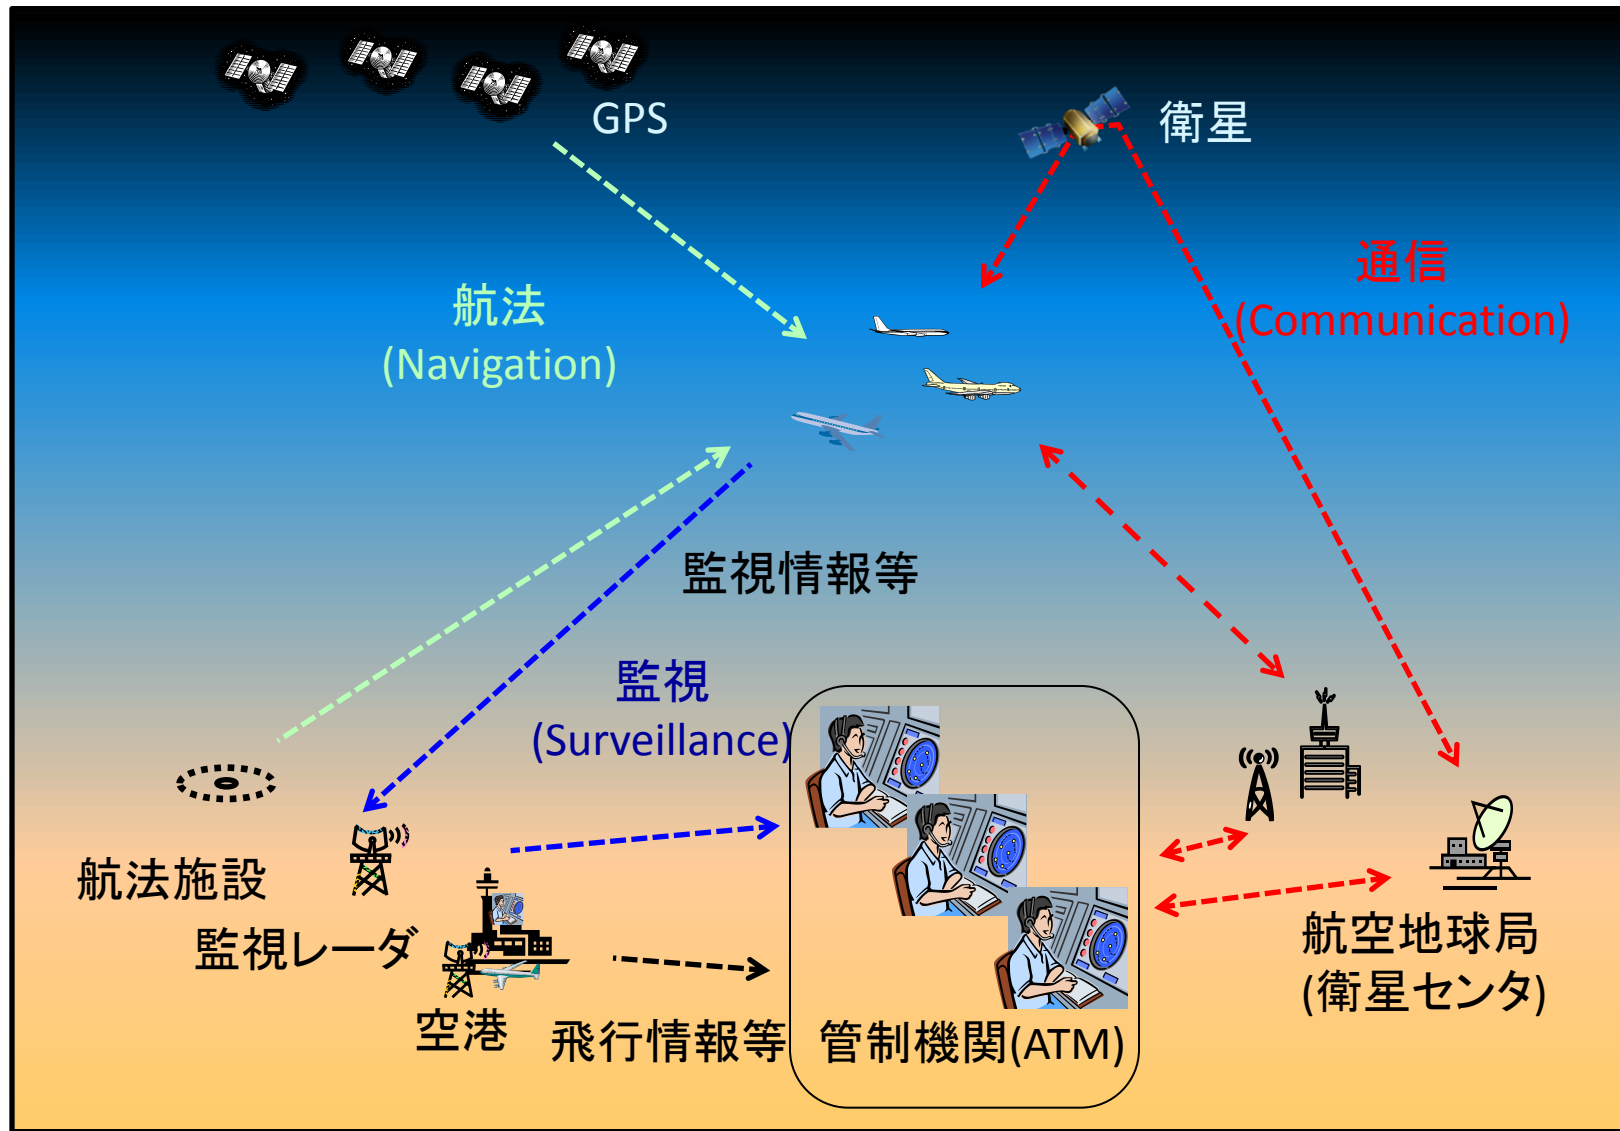 GPS
衛星
通信
(Communication)
航法
(Navigation)
監視情報等
監視
(Surveillance)
航法施設
監視レーダ
空港
飛行情報等
管制機関(ATM)
航空地球局
(衛星センタ)